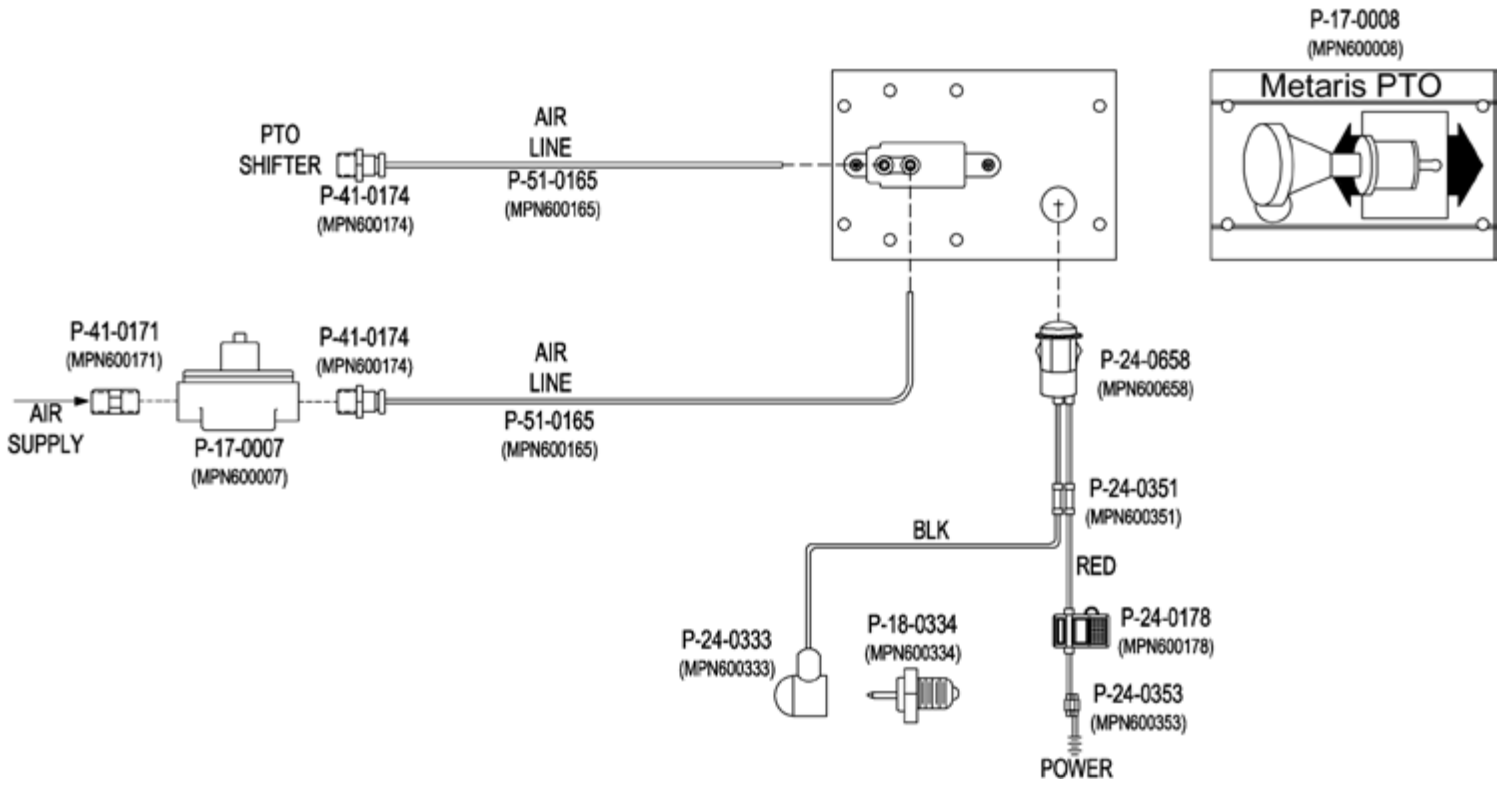 P-17-0008
(MPN600008)
Metaris PTO
PTO
SHIFTER
P-41-0174
(MPN600174)
AIR
LINE
P-51-0165
(MPN600165)
P-41-0171
(MPN600171)
AIR
SUPPLY
P-17-0007
(MPN600007)
P-41-0174
(MPN600174)
AIR
LINE
P-51-0165
(MPN600165)
P-24-0658
(MPN600658)
P-24-0351
(MPN600351)
BLK
RED
P-24-0333
(MPN600333)
P-18-0334
(MPN600334)
P-24-0178
(MPN600178)
P-24-0353
(MPN600353)
POWER